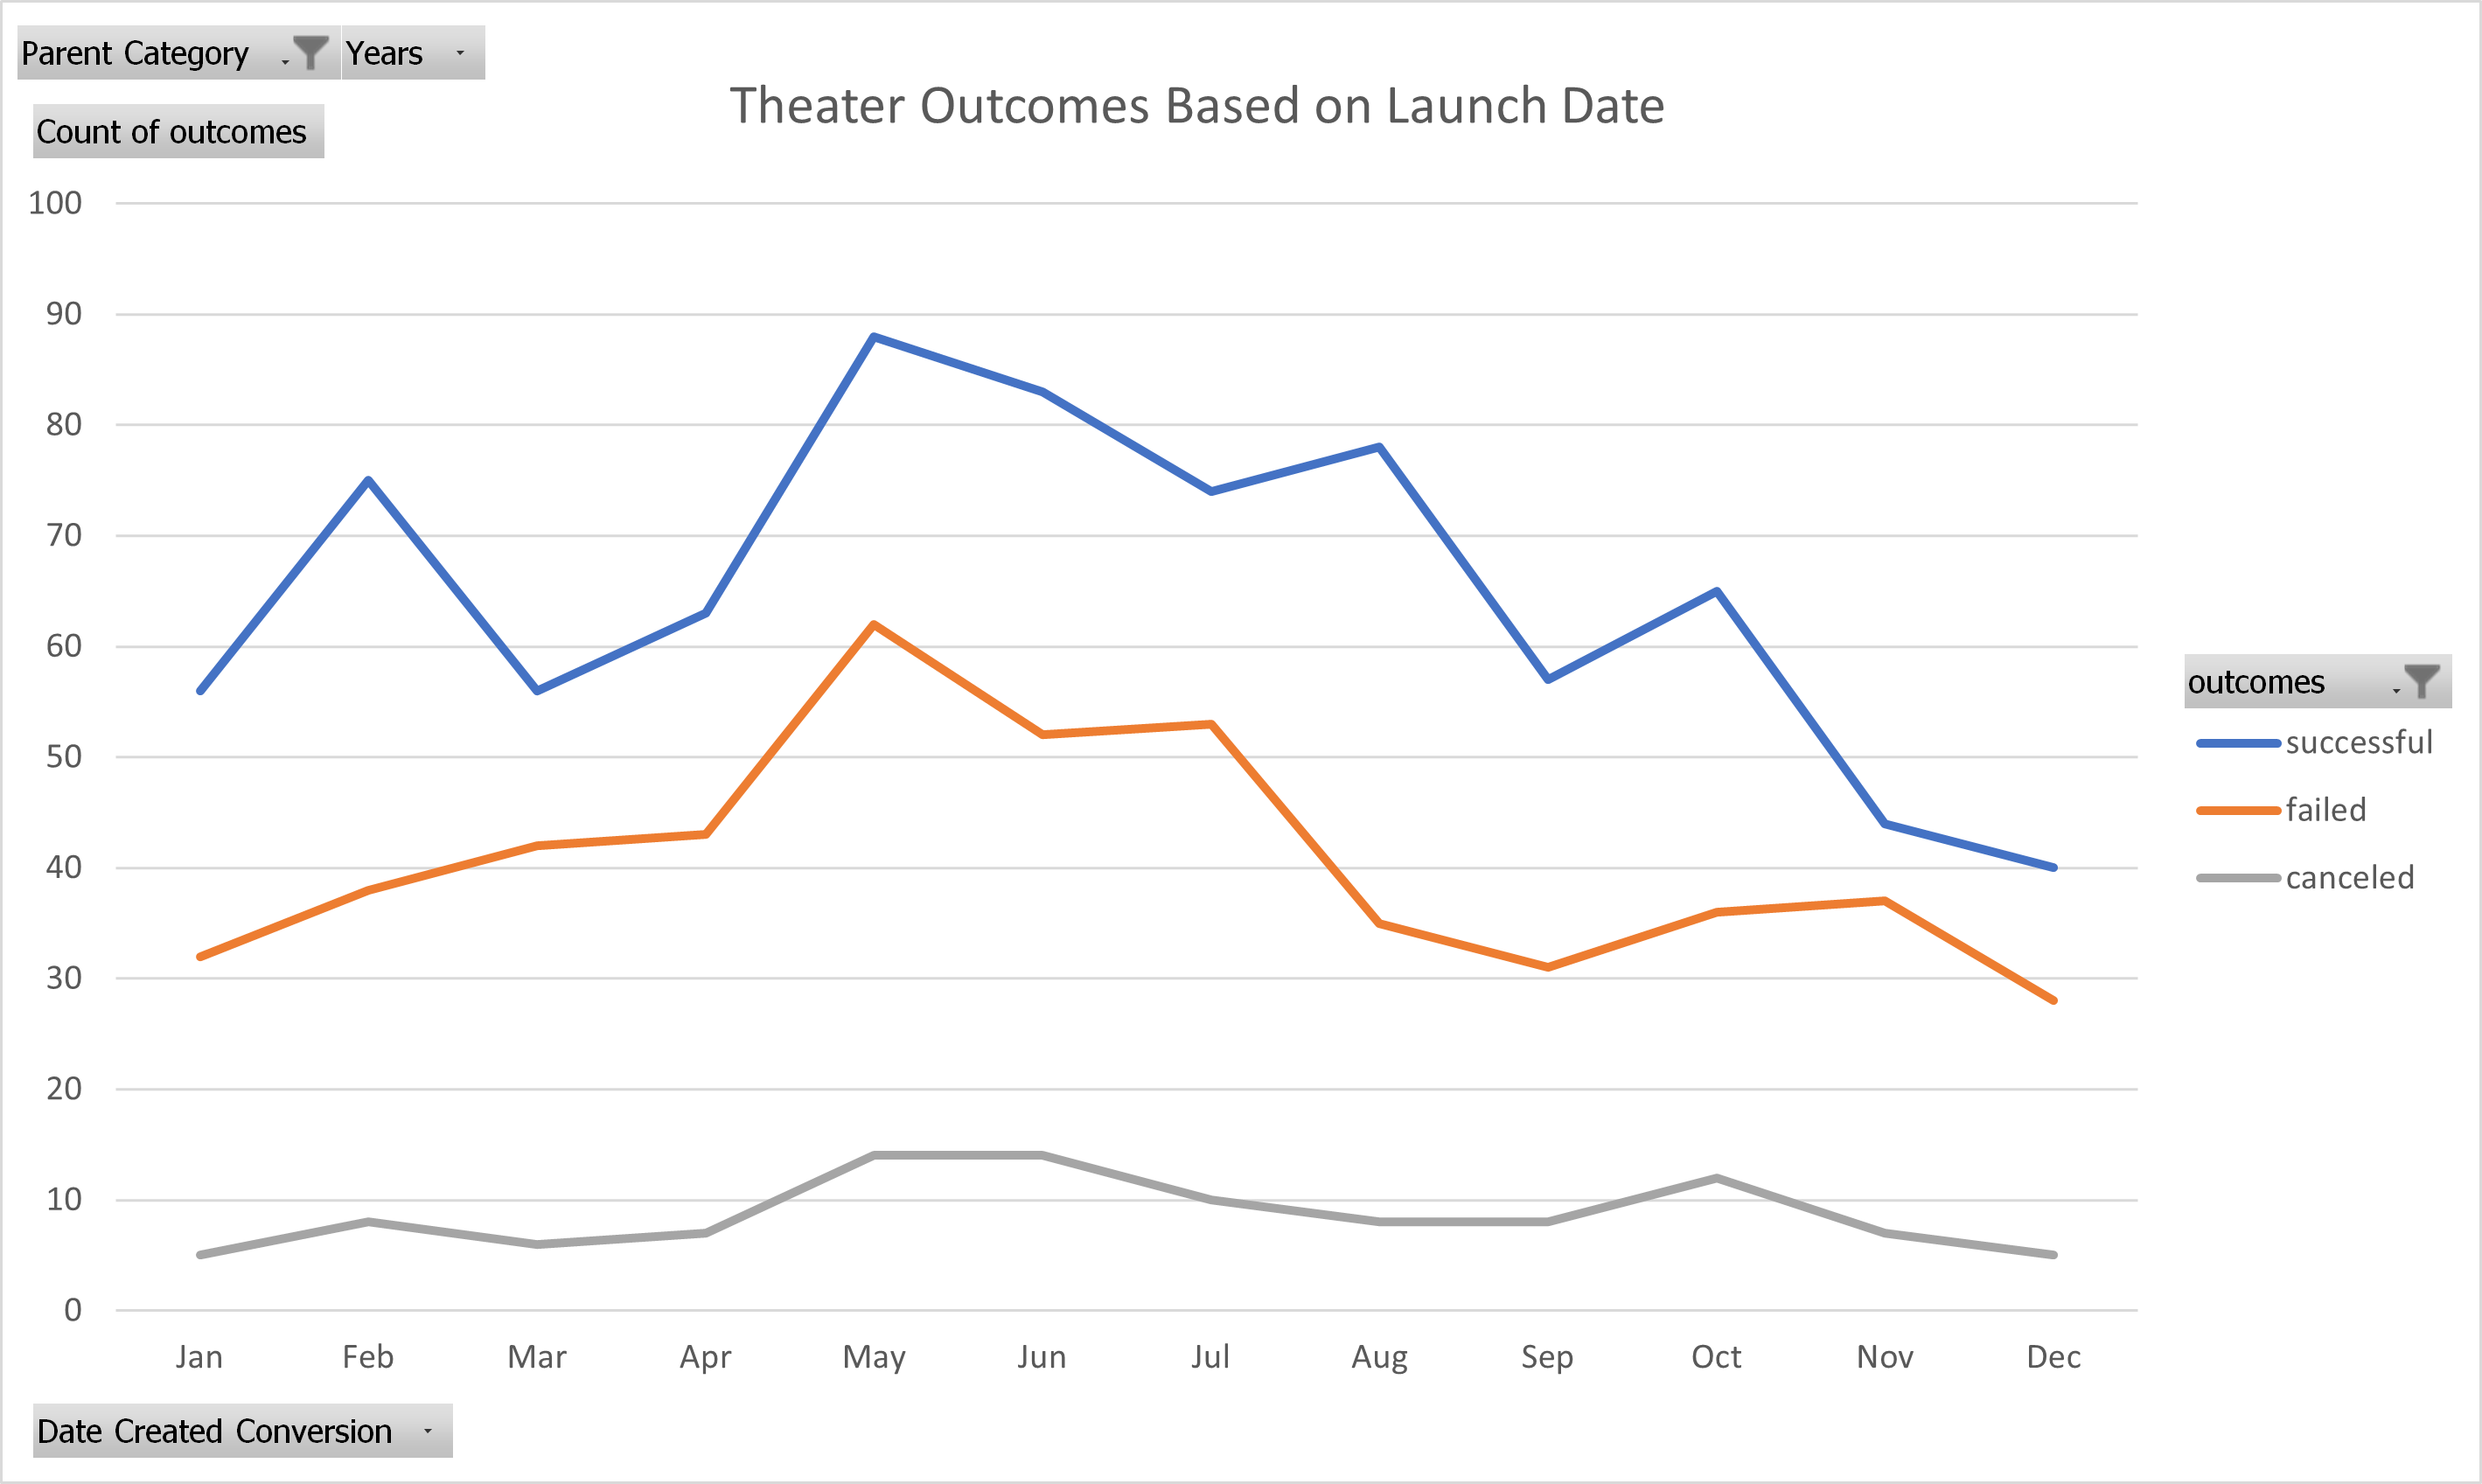 Parent Category Years
Theater Outcomes Based on Launch Date
Count of outcomes
100
90
80
70
60
50
40
30
20
10
0
Jan Feb Mar Apr May Jun Jul Aug Sep Oct Nov Dec
outcomes
successful
failed
canceled
Date Created Conversion